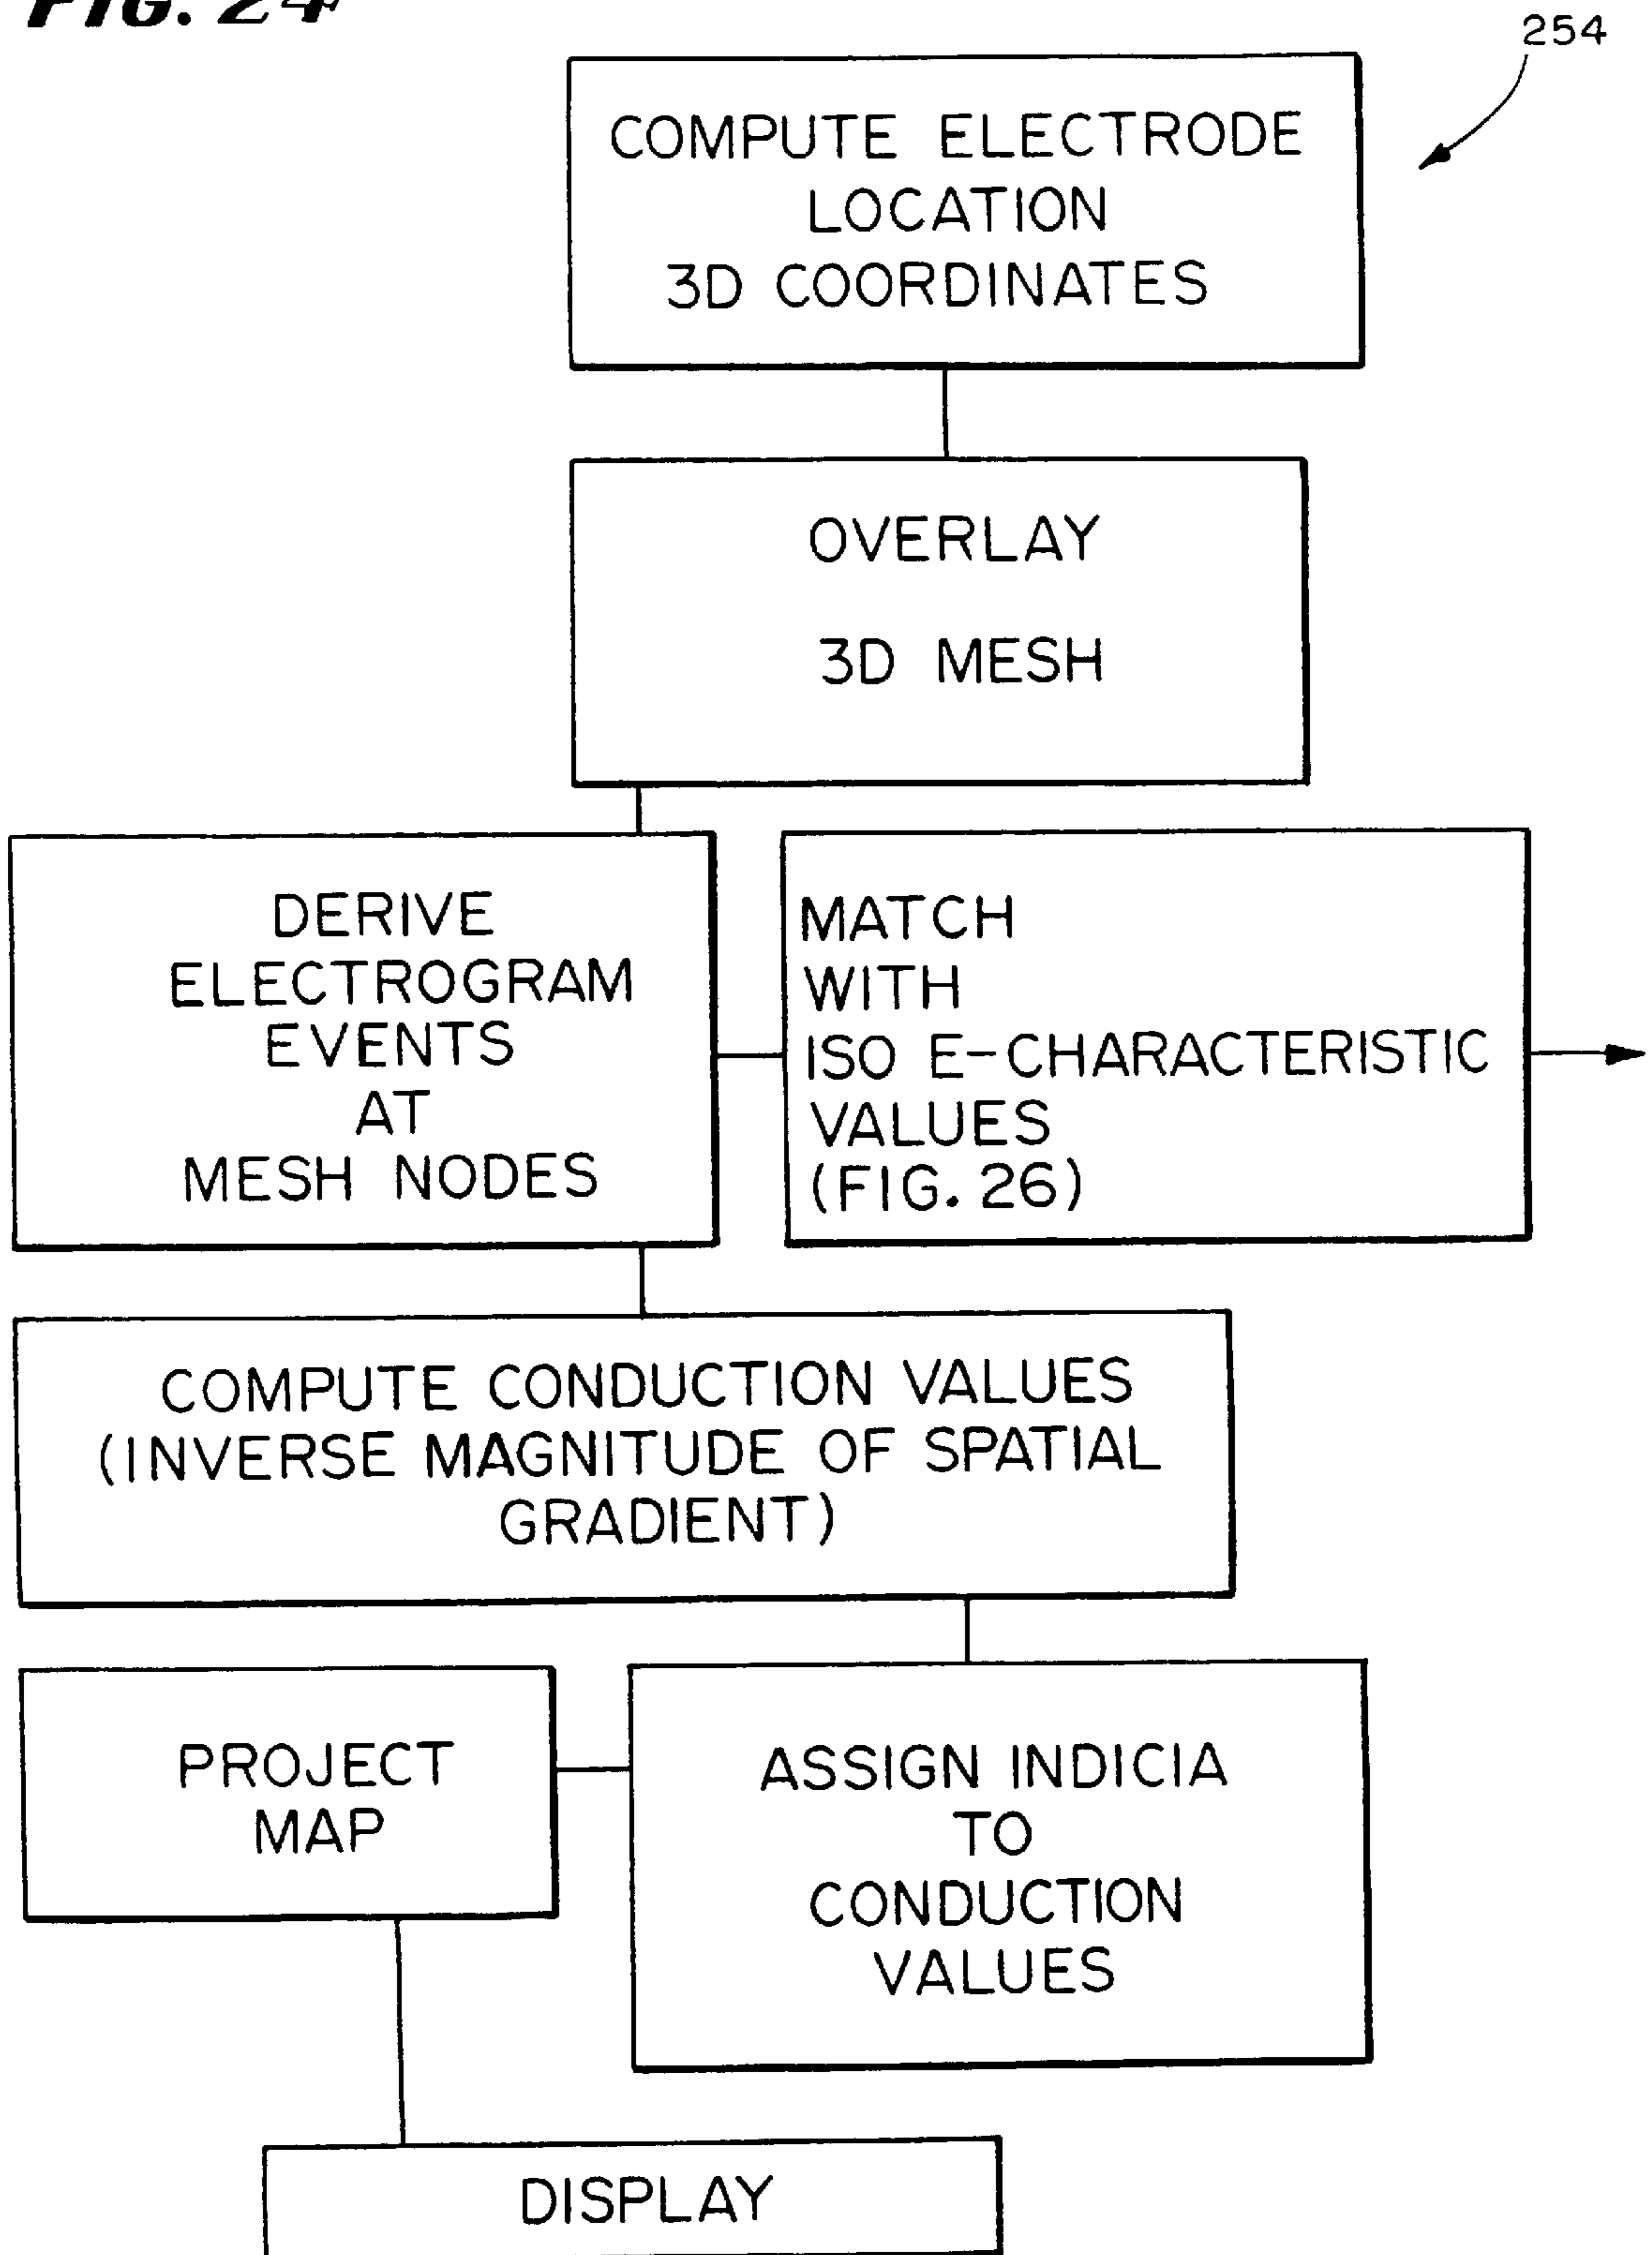 FIG. 24
254
COMPUTE ELECTRODE
LOCATION
3D COORDINATES
OVERLAY
3D MESH
DERIVE
ELECTROGRAM
EVENTS
AT
MESH NODES
MATCH
WITH
ISO E-CHARACTERISTIC
VALUES
(FIG. 26)
COMPUTE CONDUCTION VALUES
(INVERSE MAGNITUDE OF SPATIAL
GRADIENT)
PROJECT
MAP
ASSIGN INDICIA
TO
CONDUCTION
VALUES
DISPLAY